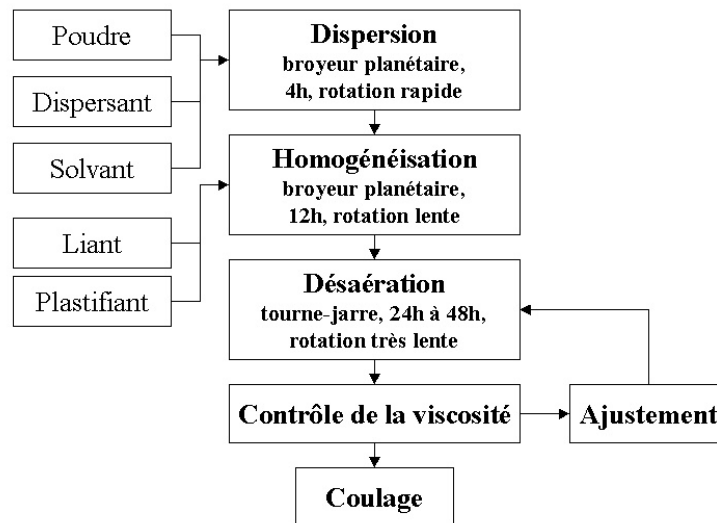 Poudre
Dispersant
Solvant
Liant
Plastifiant
Dispersion
broyeur planétaire,
4h, rotation rapide
Homogénéisation
broyeur planétaire,
12h, rotation lente
Désaération
tourne-jarre, 24h à 48h,
rotation très lente
Contrôle de la viscosité
Ajustement
Coulage